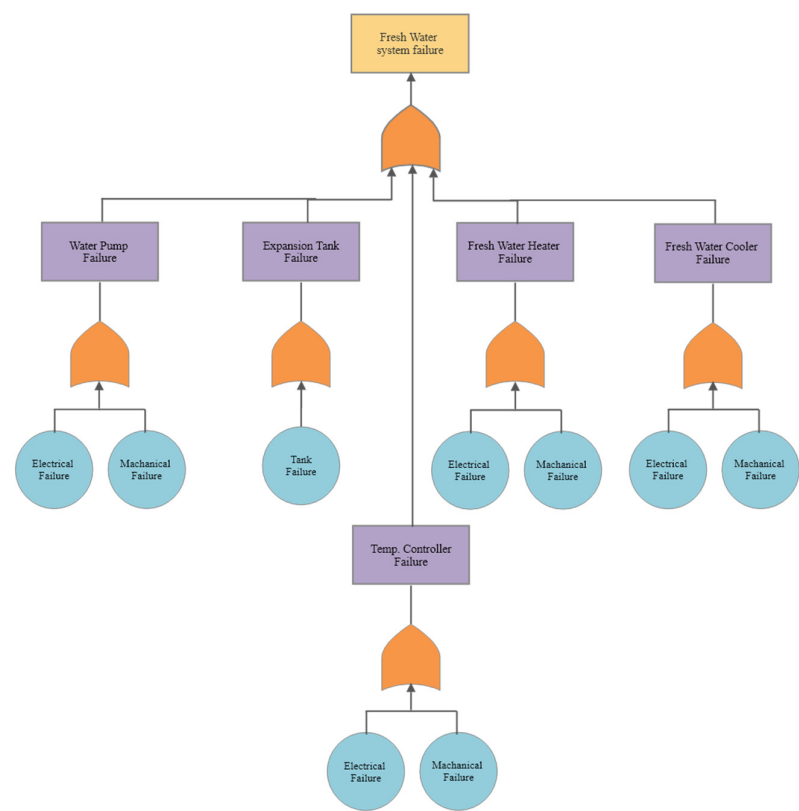 Fresh Water
system failure
Water Pump
Failure
Expansion Tank
Failure
Fresh Water Heater
Failure
Fresh Water Cooler
Failure
Electrical
Failure
Machanical
Failure
Tank
Failure
Electrical
Failure
Machanical
Failure
Electrical
Failure
Machanical
Failure
Temp. Controller
Failure
Electrical
Failure
Machanical
Failure